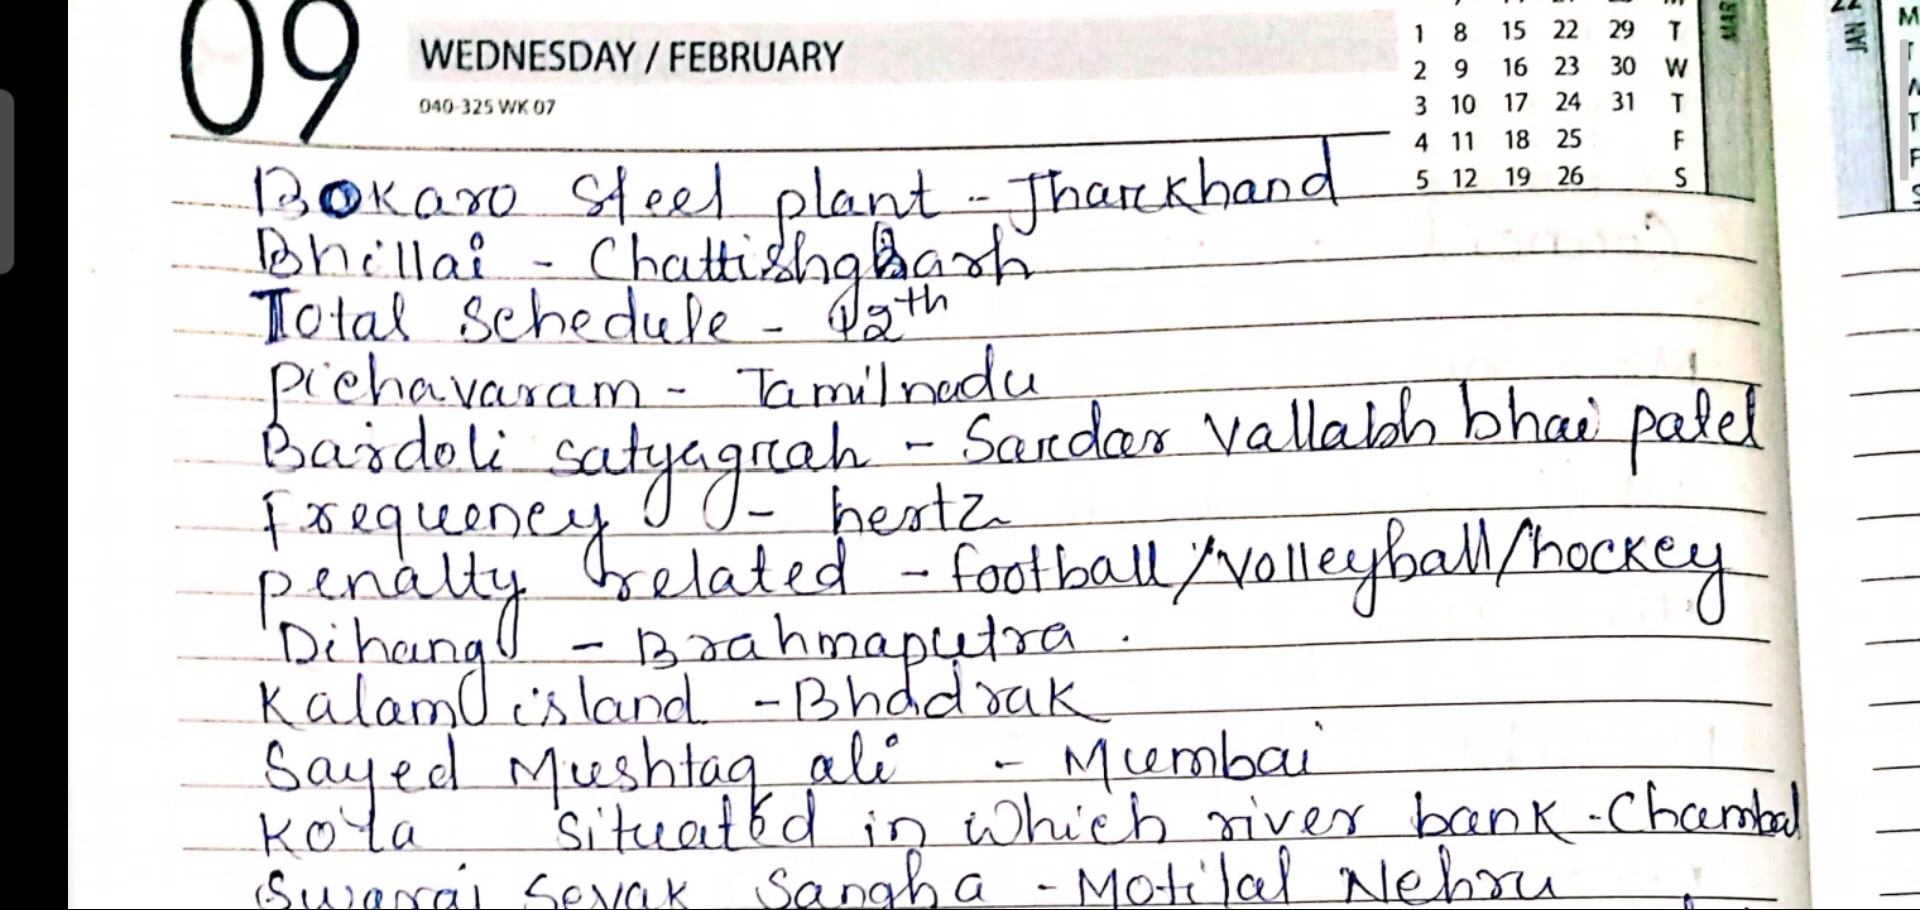 09
WEDNESDAY / FEBRUARY
040-325 WK 07
1 8 15 22 29 T
2 9 16 23 30 W
3 10 17 24 31 T
4 11 18 25 F
5 12 19 26 S
MAR
22
JAN
M
T
Bokaro Steel plant - Jharkhand
Bhillai - Chattishgharh
Total Schedule - 12th
Pichavaram - Tamilnadu
Bardoli satyagrah - Sardar Vallabh bhai patel
frequency - hertz
penalty related - football/volleyball/hockey
Dihang - Brahmaputra.
Kalam island - Bhadrak
Sayed Mushtaq ali - Mumbai
Kota situated in which river bank - Chambal
Swaraj Sevak Sangha - Motilal Nehru